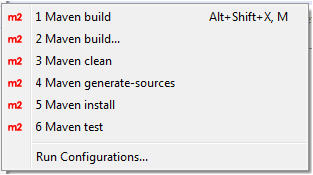 m2 1 Maven build Alt+Shift+X, M
m2 2 Maven build...
m2 3 Maven clean
m2 4 Maven generate-sources
m2 5 Maven install
m2 6 Maven test
Run Configurations...